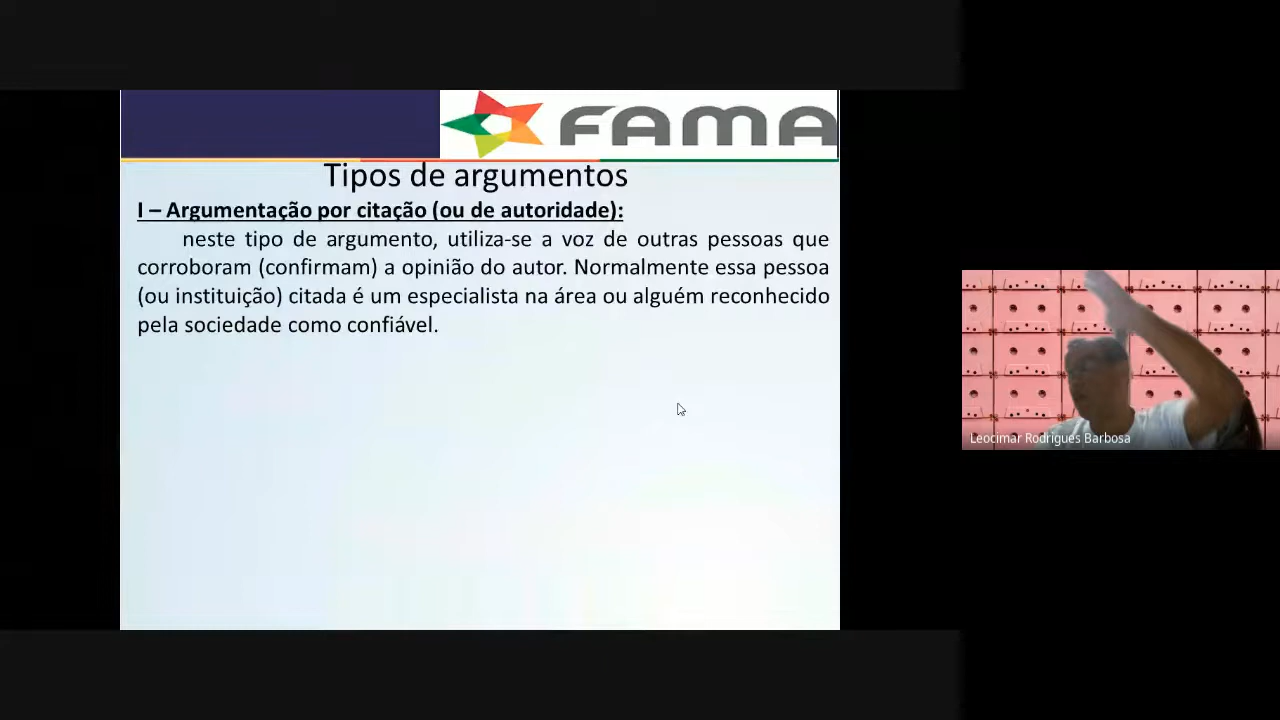 FAMA
Tipos de argumentos
I – Argumentação por citação (ou de autoridade):
neste tipo de argumento, utiliza-se a voz de outras pessoas que
corroboram (confirmam) a opinião do autor. Normalmente essa pessoa
(ou instituição) citada é um especialista na área ou alguém reconhecido
pela sociedade como confiável.
Leocimar Rodrigues Barbosa